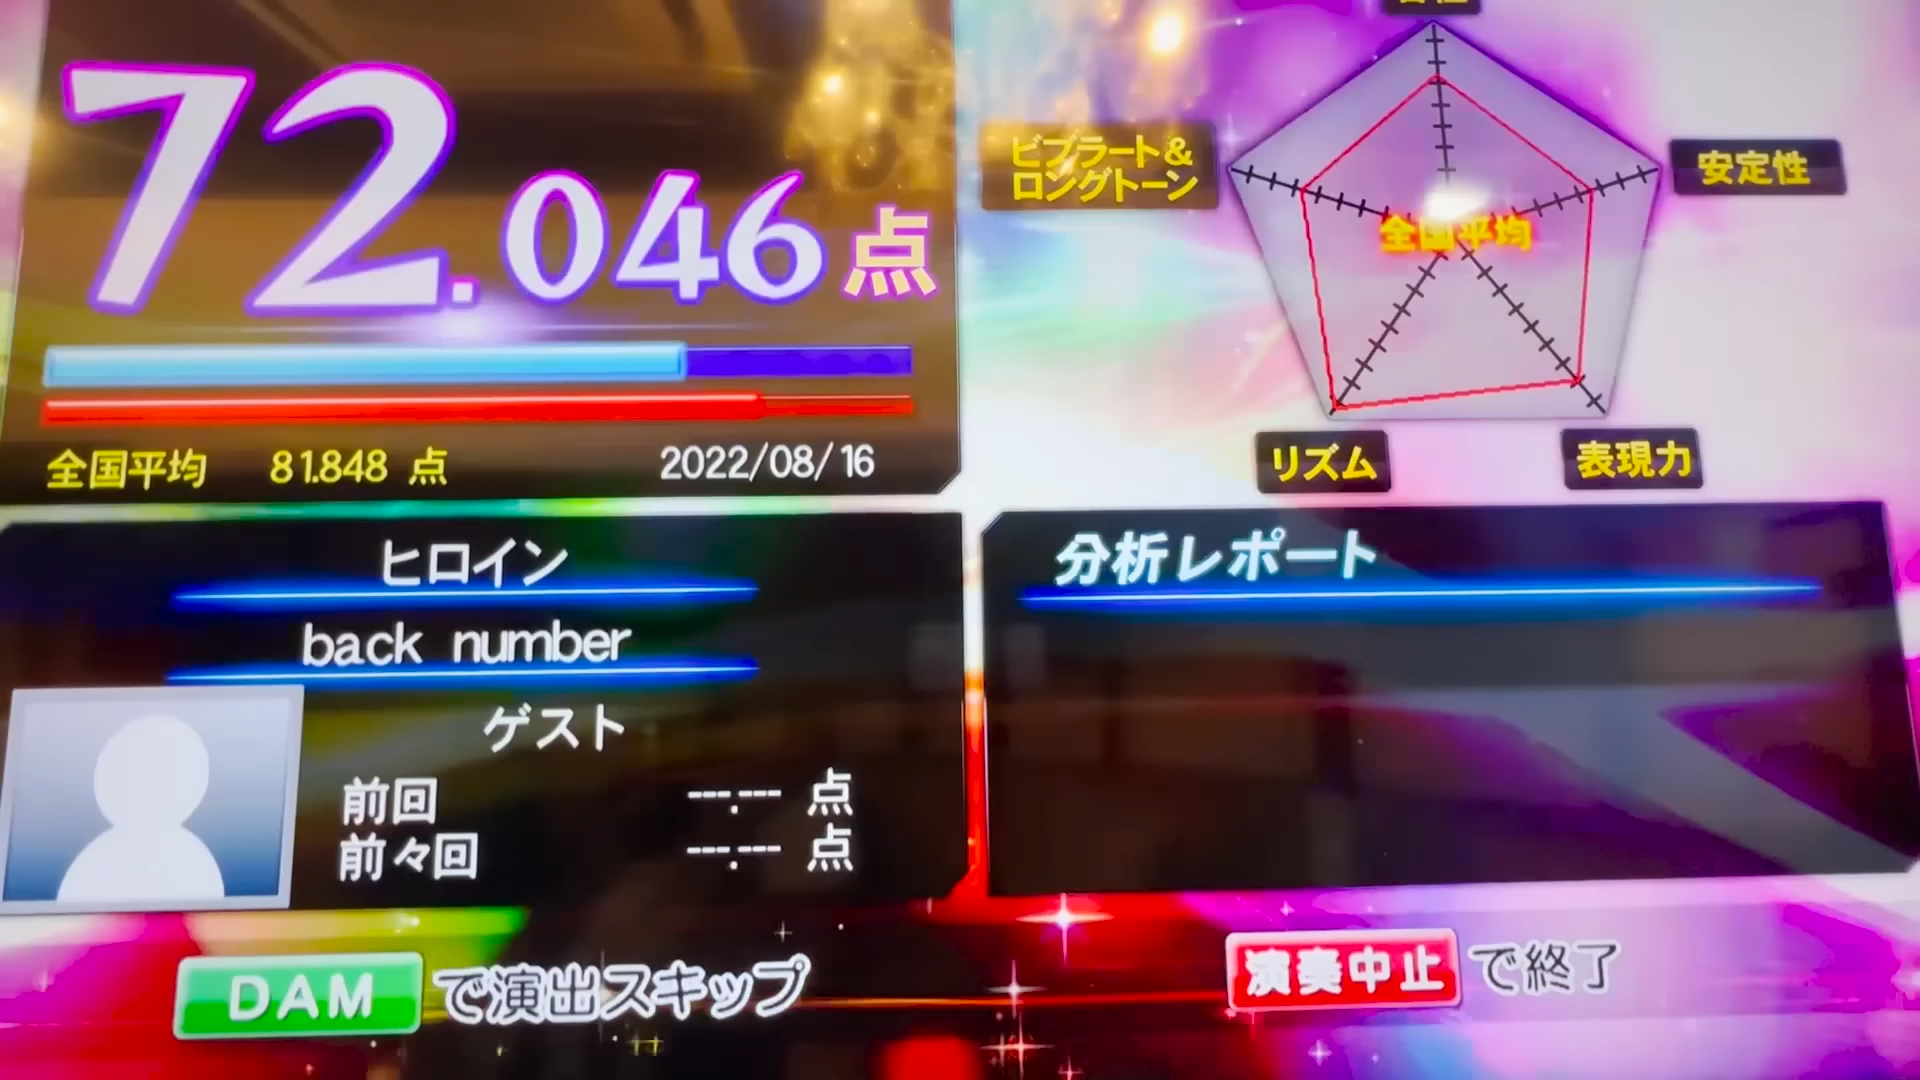 72.046点
全国平均 81.848 点 2022/08/16
ビブラート&
ロングトーン
安定性
全国平均
リズム
表現力
ヒロイン
back number
ゲスト
前回 ---.--- 点
前々回 ---.--- 点
分析レポート
DAM で演出スキップ
演奏中止 で終了